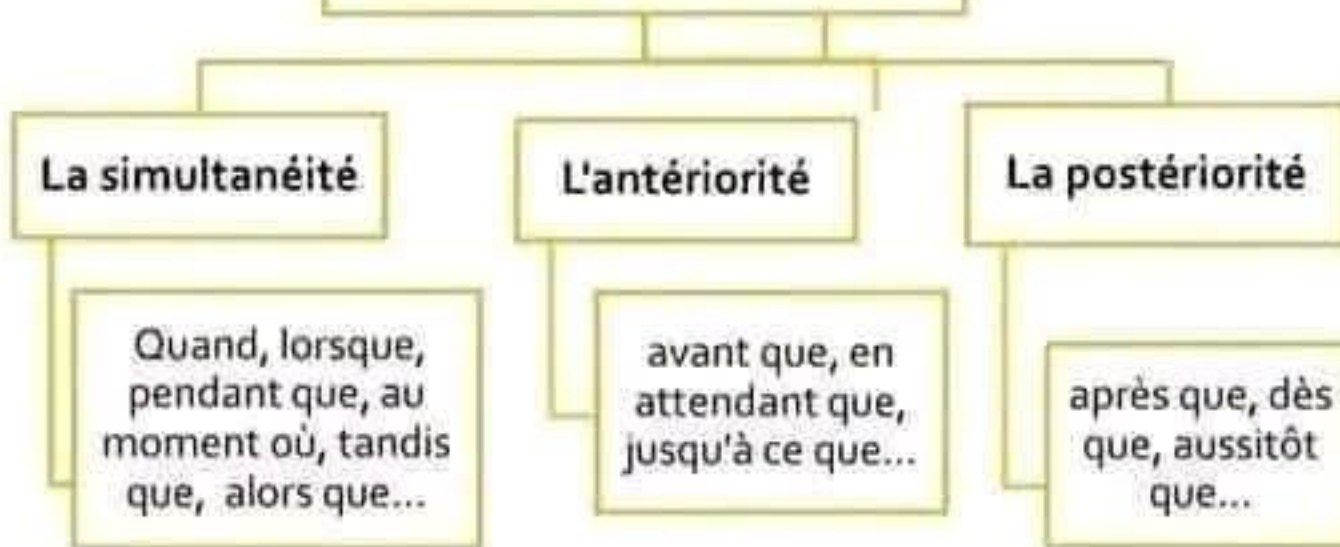 La simultanéité
L'antériorité
La postériorité
Quand, lorsque,
pendant que, au
moment où, tandis
que, alors que...
avant que, en
attendant que,
jusqu'à ce que...
après que, dès
que, aussitôt
que...